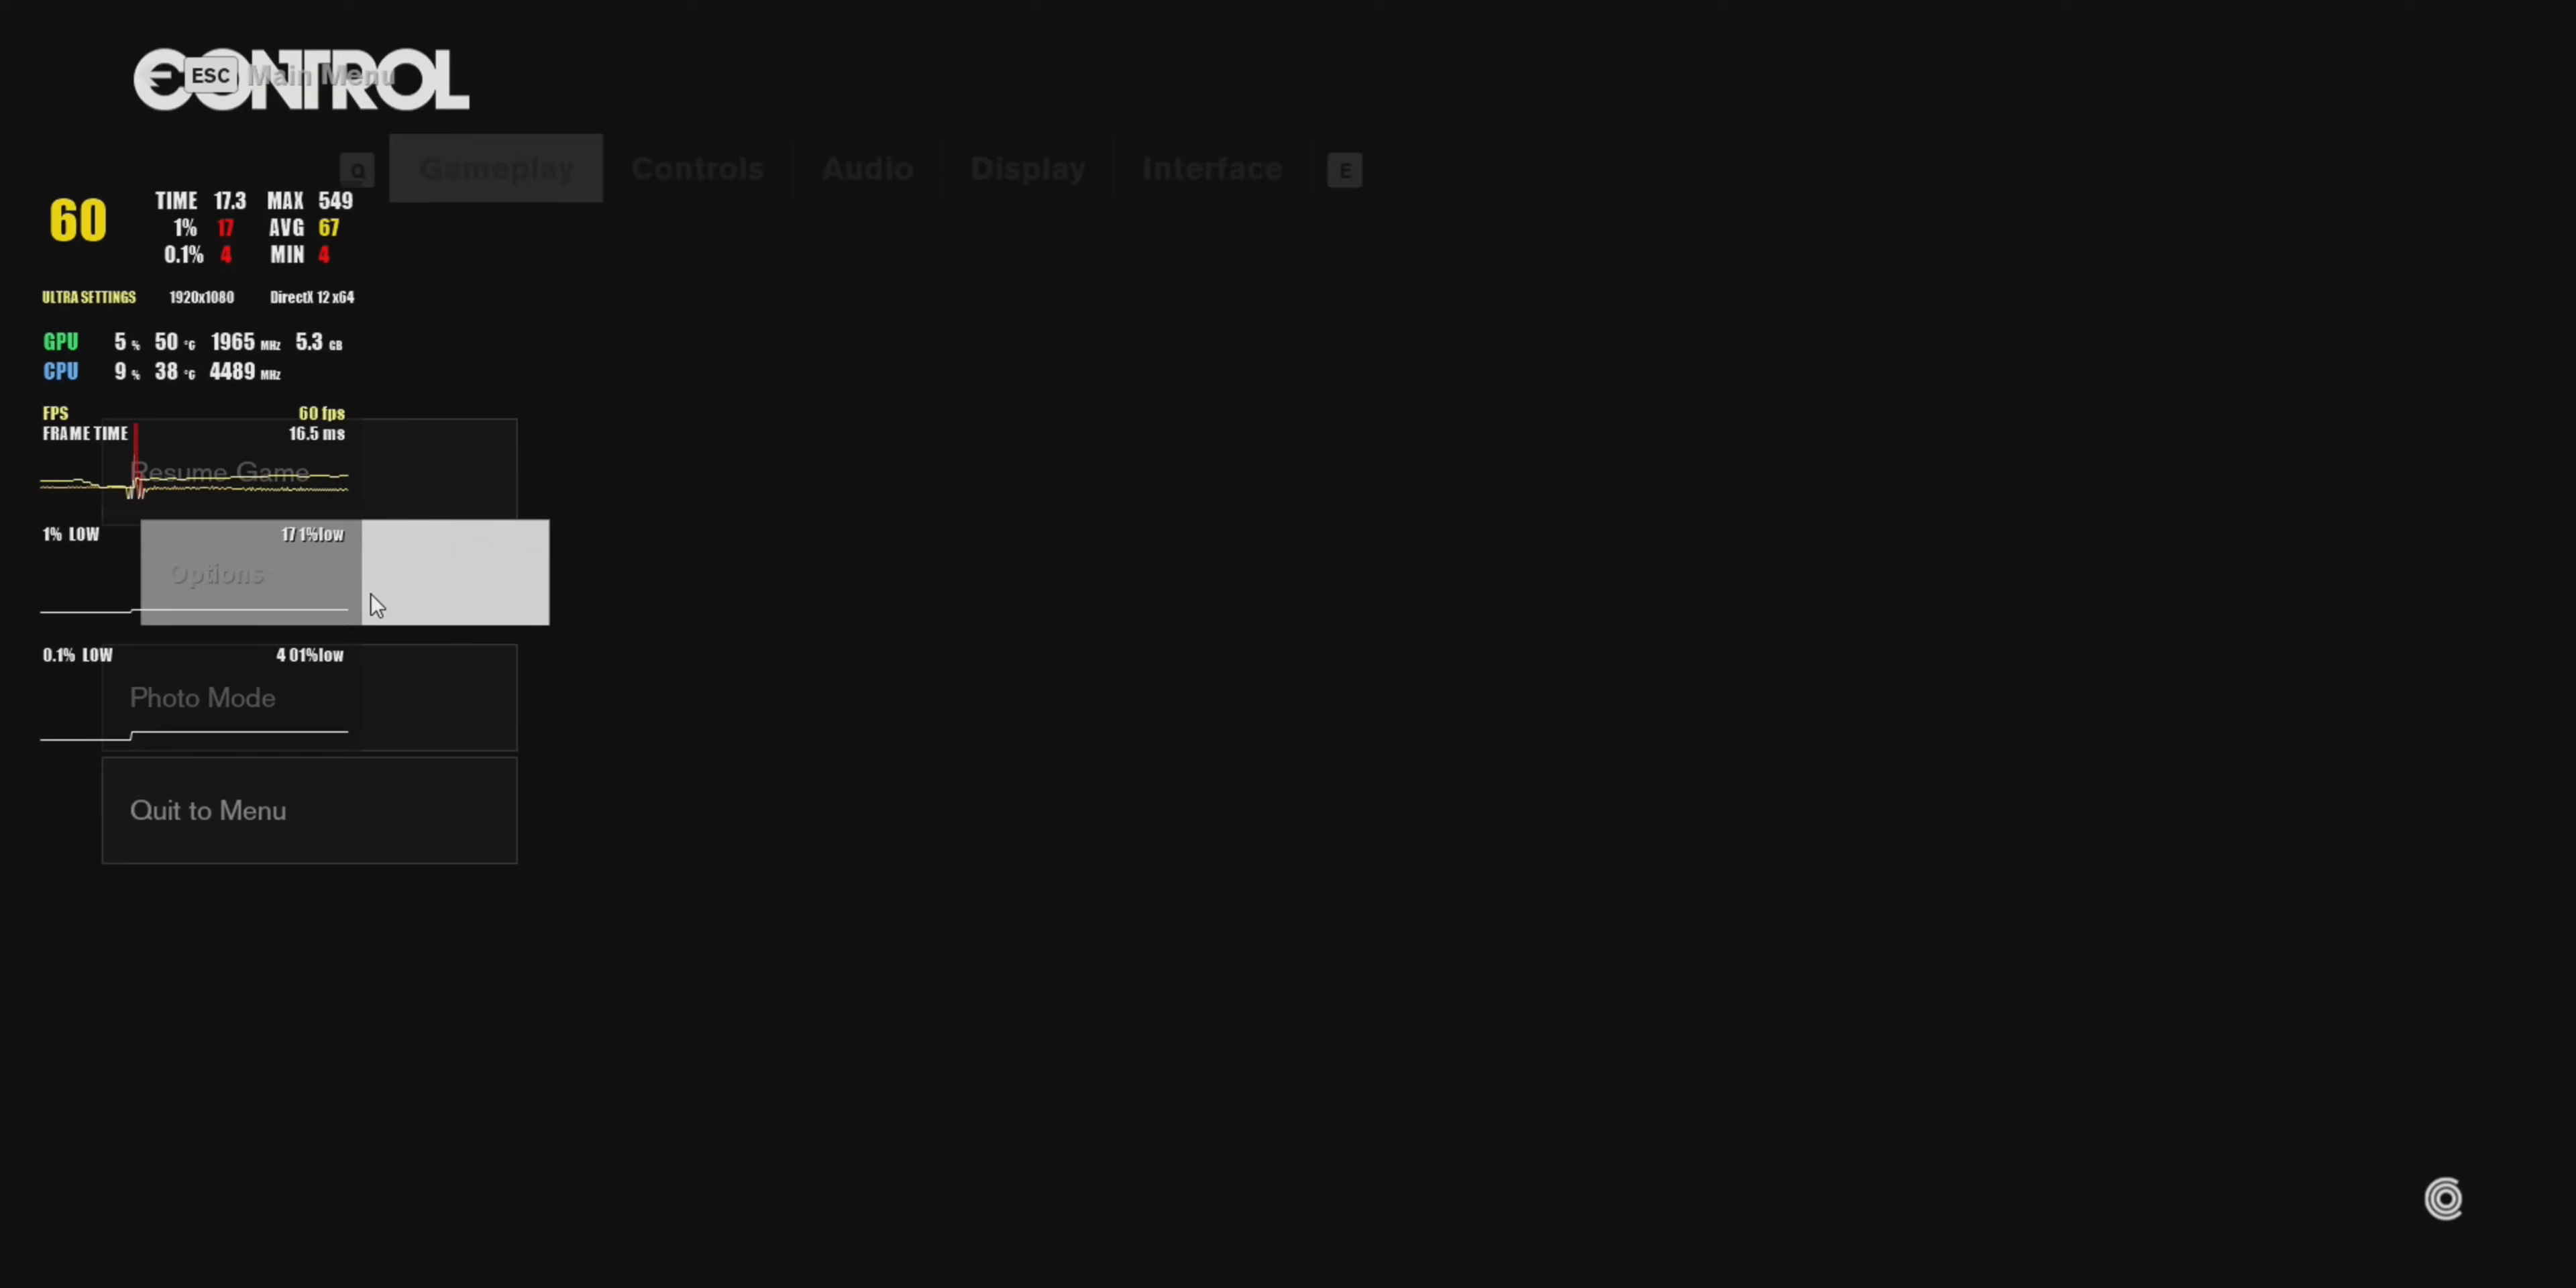 CONTROL
ESC Main Menu
Q Gameplay Controls Audio Display Interface E
60 TIME 17.3 MAX 549
1% 17 AVG 67
0.1% 4 MIN 4
ULTRA SETTINGS 1920x1080 DirectX 12 x64
GPU 5 % 50 °C 1965 MHz 5.3 GB
CPU 9 % 38 °C 4489 MHz
FPS 60 fps
FRAME TIME 16.5 ms
Resume Game
1% LOW 17 1%low
Options
0.1% LOW 4 01%low
Photo Mode
Quit to Menu